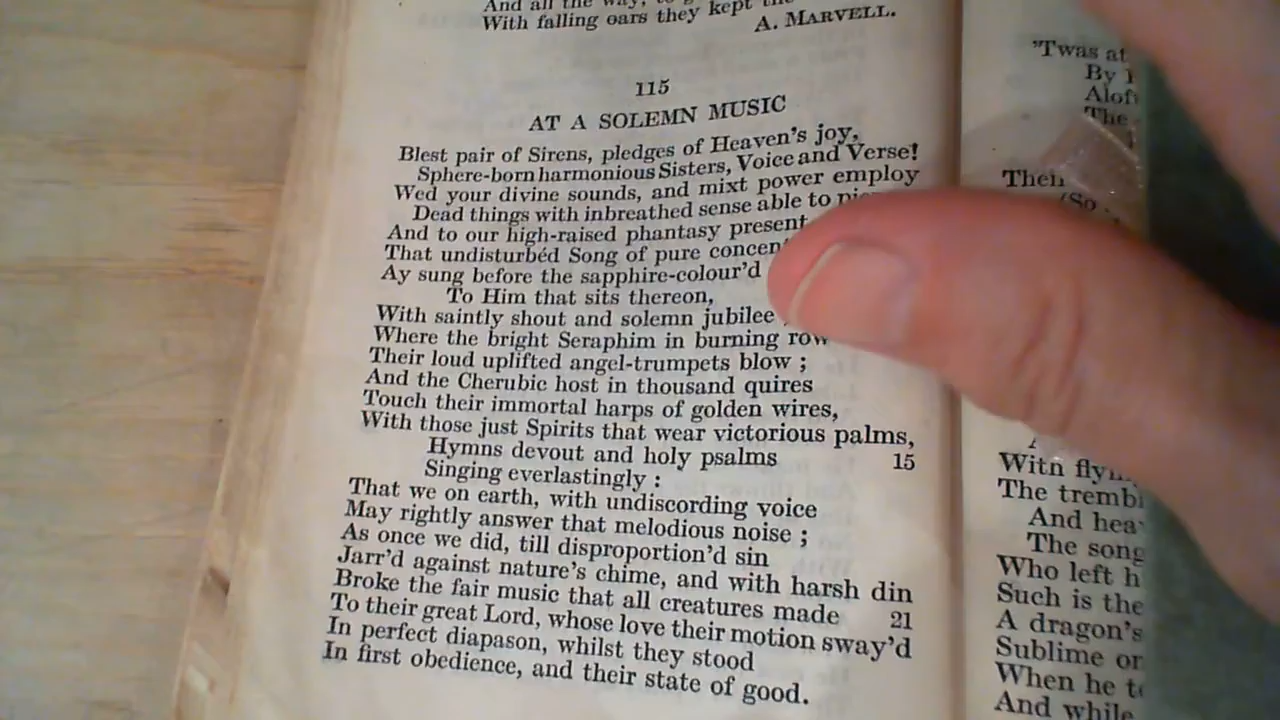 And all the way, to
With falling oars they kept the
A. MARVELL.
115
AT A SOLEMN MUSIC
Blest pair of Sirens, pledges of Heaven's joy,
Sphere-born harmonious Sisters, Voice and Verse!
Wed your divine sounds, and mixt power employ
Dead things with inbreathed sense able to
And to our high-raised phantasy present
That undisturbéd Song of pure
Ay sung before the sapphire-colour'd
To Him that sits thereon,
With saintly shout and solemn jubilee
Where the bright Seraphim in burning row
Their loud uplifted angel-trumpets blow ;
And the Cherubic host in thousand quires
Touch their immortal harps of golden wires,
With those just Spirits that wear victorious palms,
Hymns devout and holy psalms 15
Singing everlastingly :
That we on earth, with undiscording voice
May rightly answer that melodious noise ;
As once we did, till disproportion'd sin
Jarr'd against nature's chime, and with harsh din
Broke the fair music that all creatures made 21
To their great Lord, whose love their motion sway'd
In perfect diapason, whilst they stood
In first obedience, and their state of good.
'Twas at
By
The
(So
The
And
The song
Who left
Such is the
A dragon's
Sublime
When he
And while